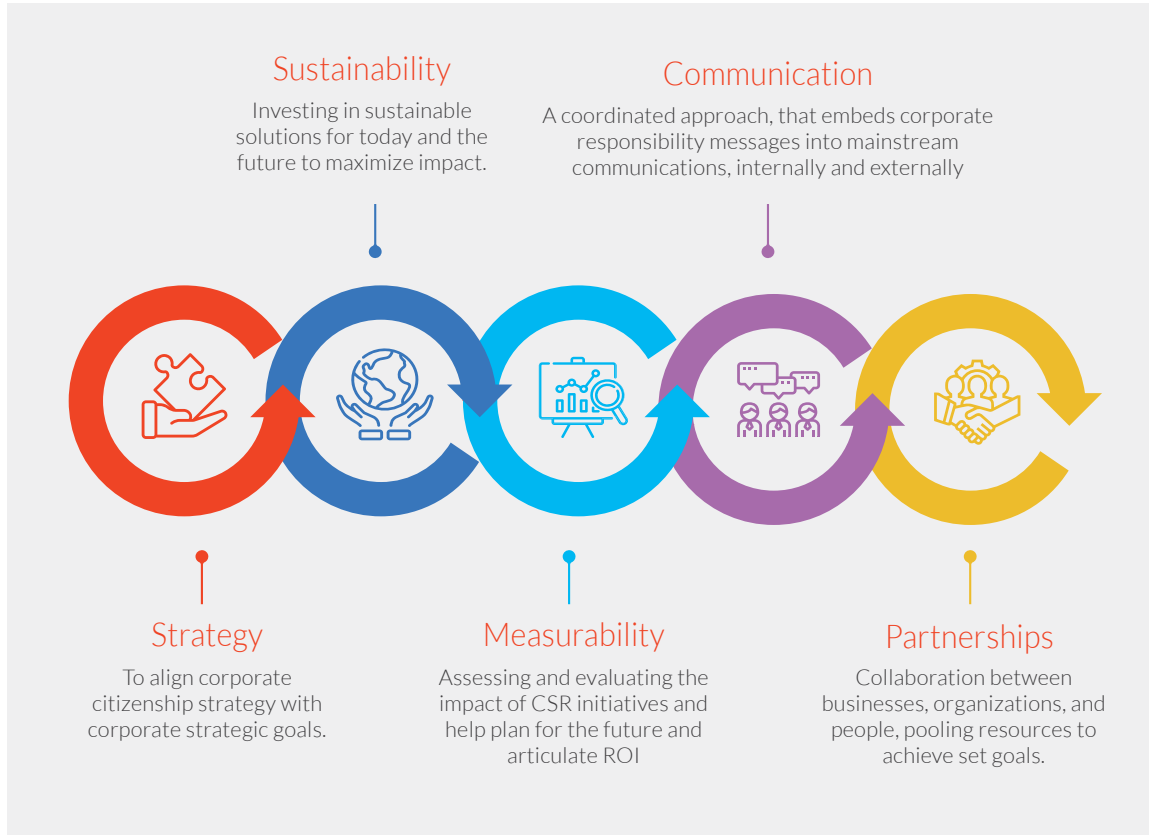 Sustainability
Investing in sustainable
solutions for today and the
future to maximize impact.
Communication
A coordinated approach, that embeds corporate
responsibility messages into mainstream
communications, internally and externally
Strategy
To align corporate
citizenship strategy with
corporate strategic goals.
Measurability
Assessing and evaluating the
impact of CSR initiatives and
help plan for the future and
articulate ROI
Partnerships
Collaboration between
businesses, organizations, and
people, pooling resources to
achieve set goals.